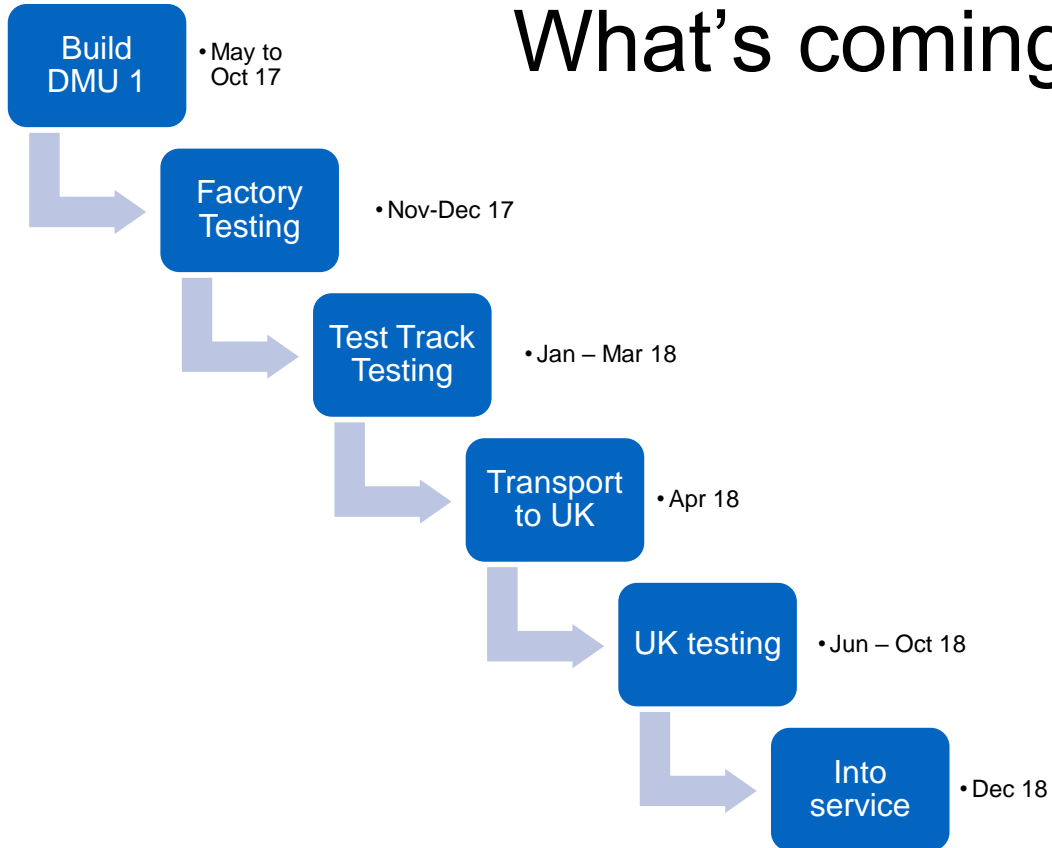 What's coming
Build
DMU 1
• May to
Oct 17
Factory
Testing
• Nov-Dec 17
Test Track
Testing
• Jan – Mar 18
Transport
to UK
• Apr 18
UK testing
• Jun – Oct 18
Into
service
• Dec 18